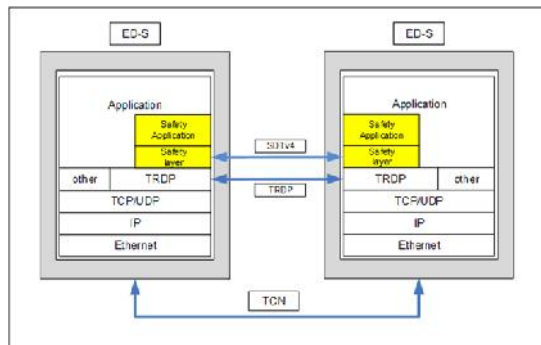 ED-S
ED-S
Application
Application
Safety
Application
Safety
Application
Safety
layer
SDTv4
Safety
layer
other
TRDP
TRDP
TRDP
other
TCP/UDP
TCP/UDP
IP
IP
Ethernet
Ethernet
TCN